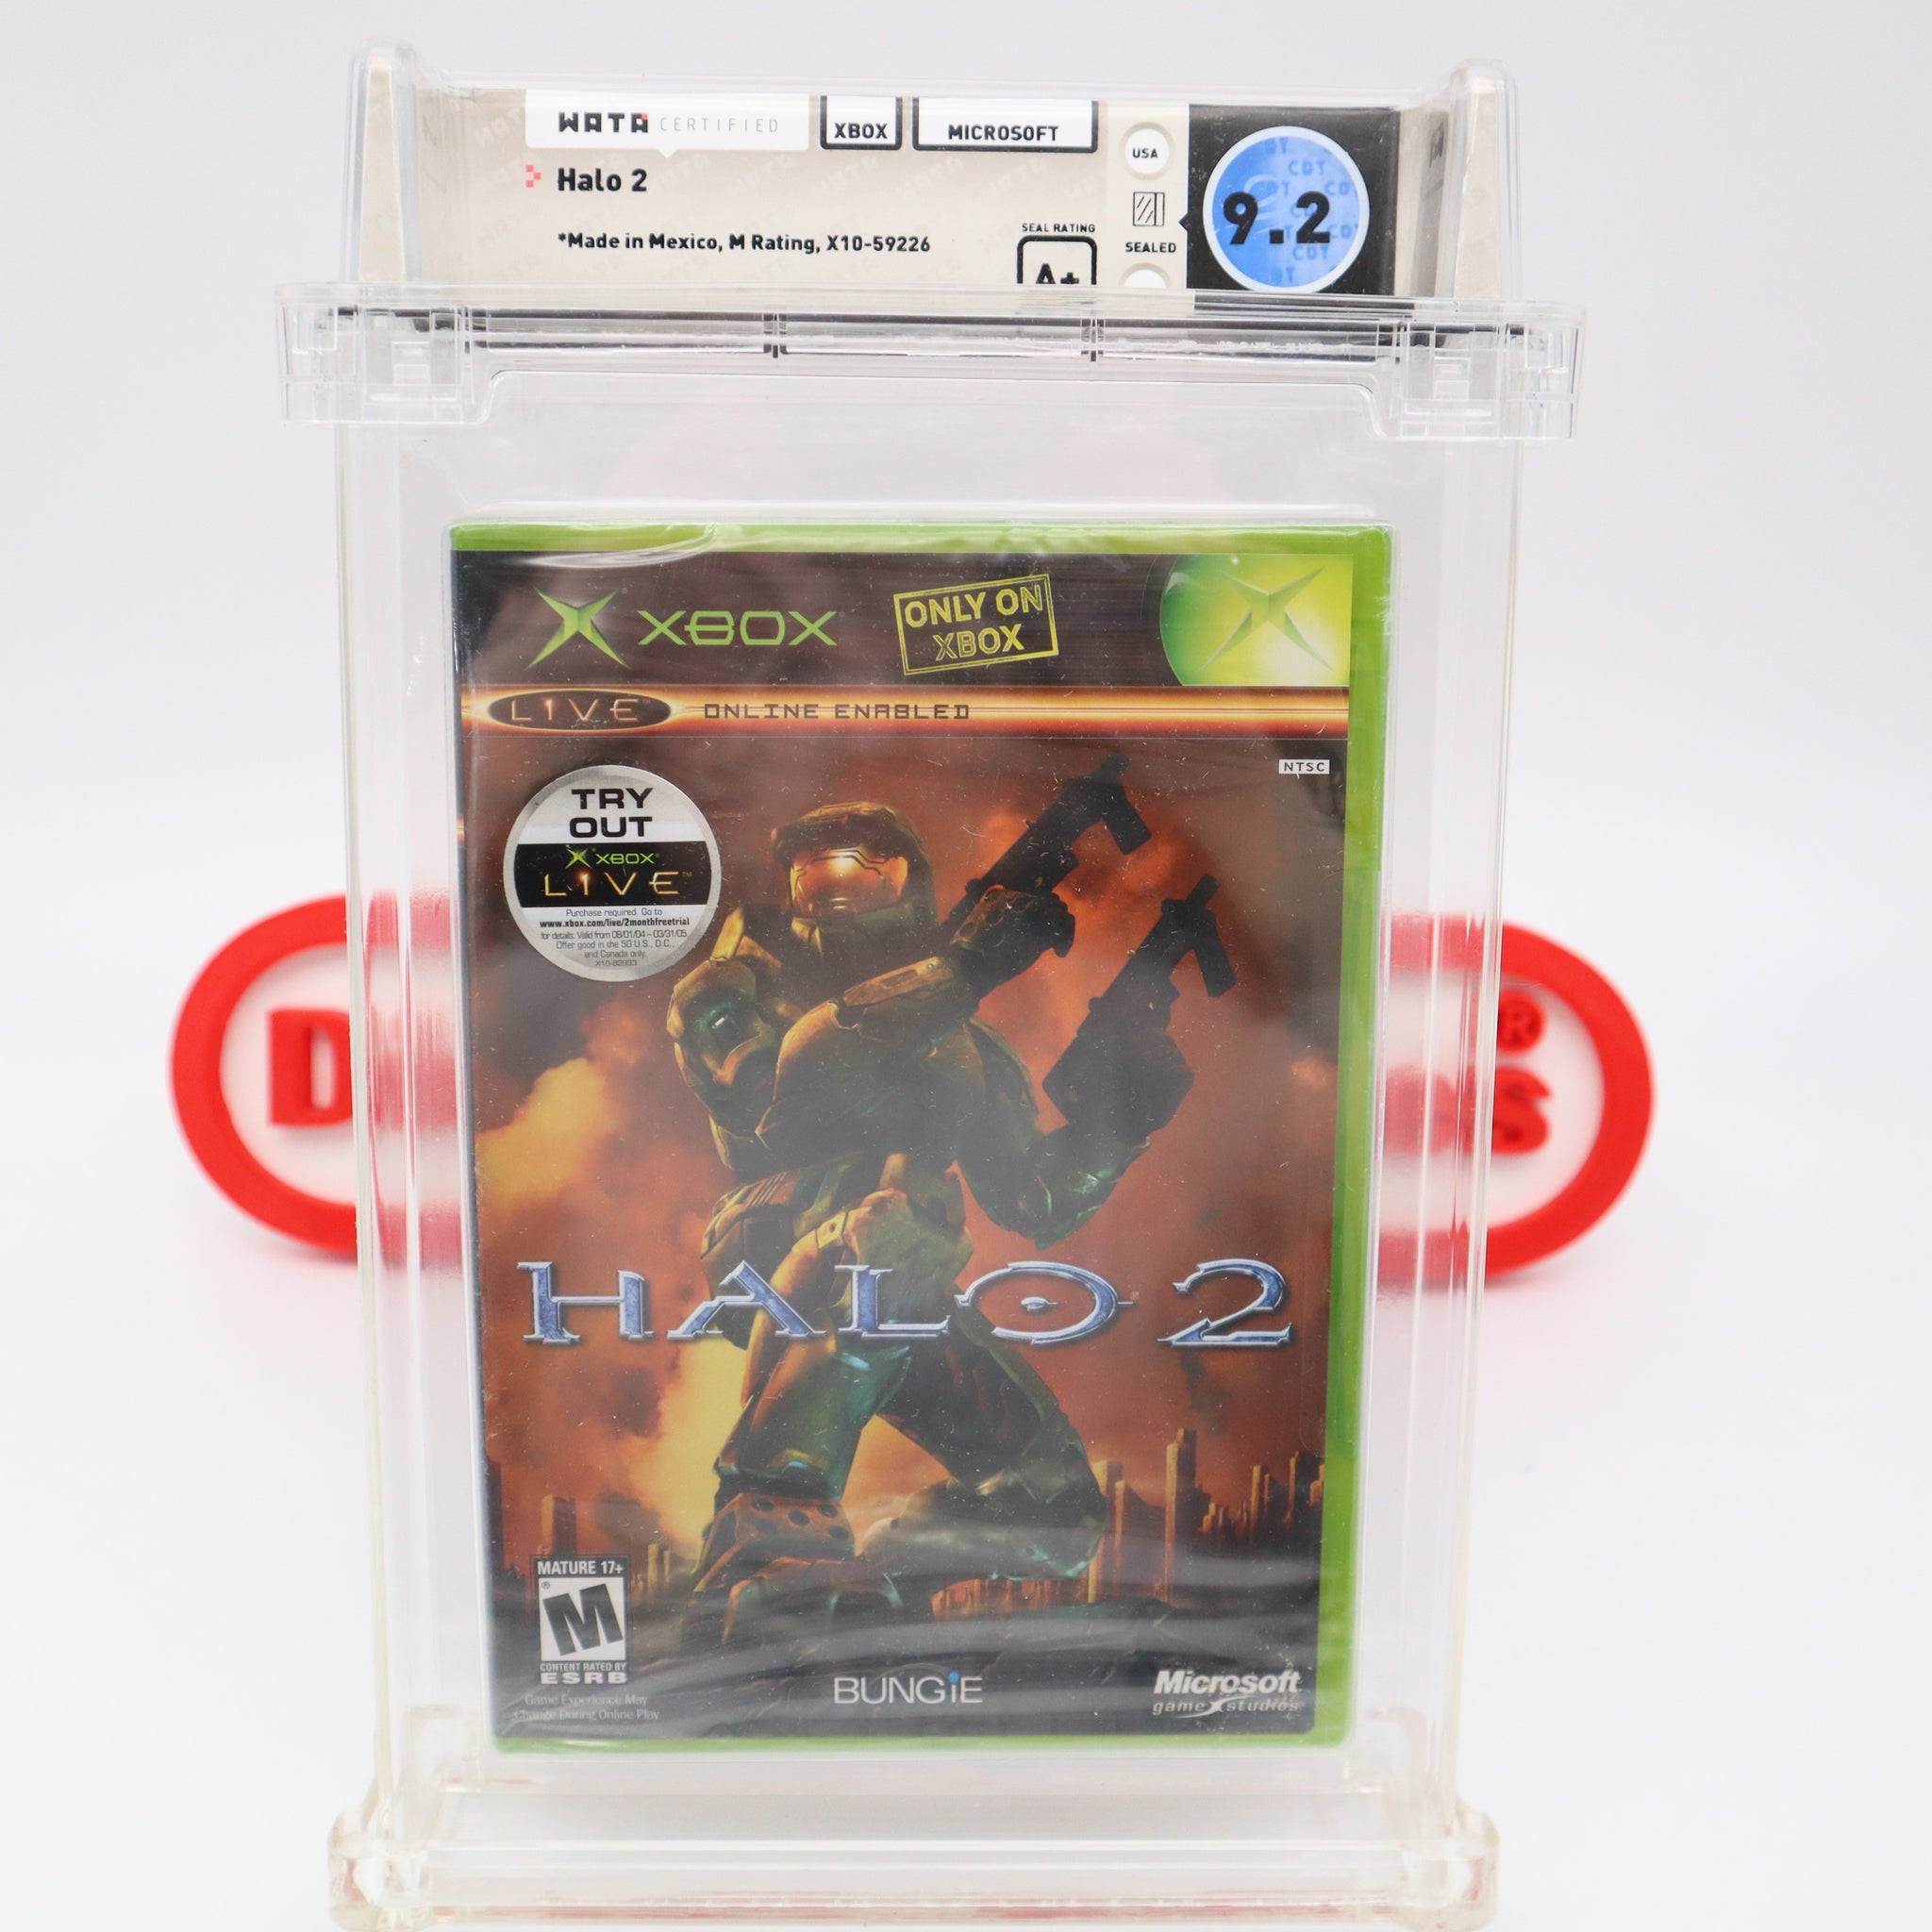 WATA CERTIFIED
XBOX
MICROSOFT
USA
Halo 2
*Made in Mexico, M Rating, X10-59226
SEAL RATING
A+
SEALED
9.2
XBOX
ONLY ON
XBOX
LIVE ONLINE ENABLED
NTSC
TRY
OUT
XBOX
LIVE™
Purchase required. Go to
www.xbox.com/live/2monthfreetrial
for details. Valid from 08/01/04 – 03/31/05.
Offer good in the 50 U.S., D.C.,
and Canada only.
D
R
S
HALO 2
MATURE 17+
M
CONTENT RATED BY
ESRB
Game Experience May
Change During Online Play
BUNGiE
Microsoft
game studios